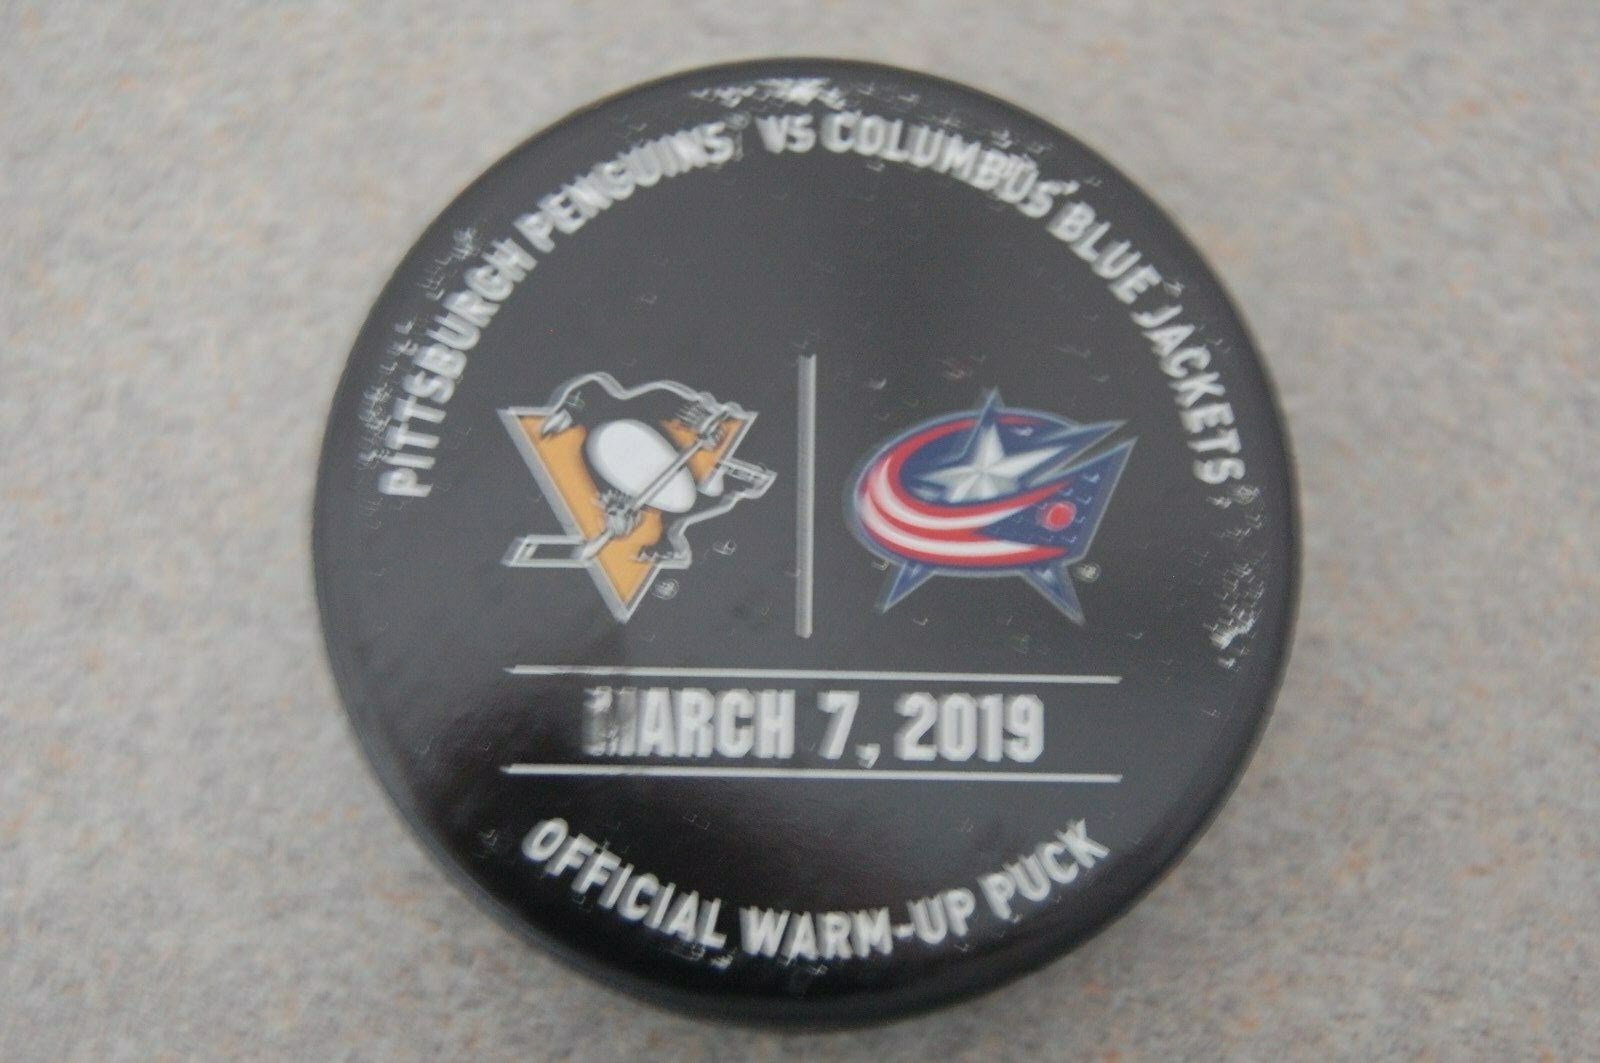 PITTSBURGH PENGUINS® VS COLUMBUS BLUE JACKETS
MARCH 7, 2019
OFFICIAL WARM-UP PUCK